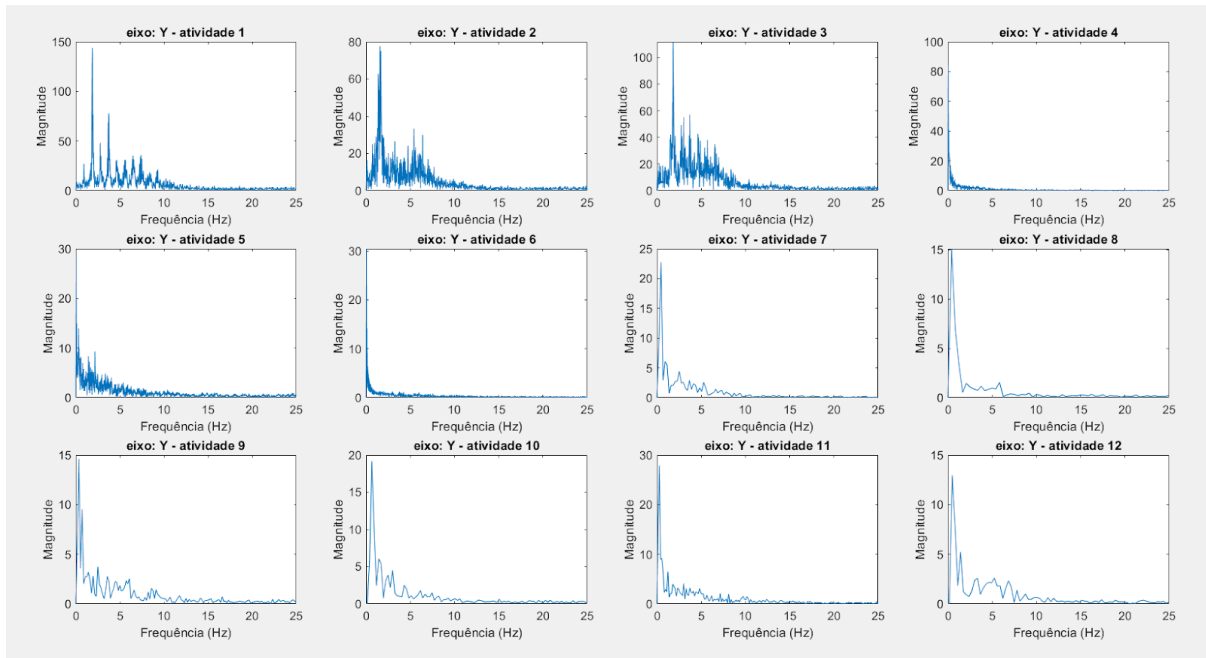 eixo: Y - atividade 1
150
100
50
0
Magnitude
0 5 10 15 20 25
Frequência (Hz)
eixo: Y - atividade 2
80
60
40
20
0
Magnitude
0 5 10 15 20 25
Frequência (Hz)
eixo: Y - atividade 3
100
80
60
40
20
0
Magnitude
0 5 10 15 20 25
Frequência (Hz)
eixo: Y - atividade 4
100
80
60
40
20
0
Magnitude
0 5 10 15 20 25
Frequência (Hz)
eixo: Y - atividade 5
30
20
10
0
Magnitude
0 5 10 15 20 25
Frequência (Hz)
eixo: Y - atividade 6
30
20
10
0
Magnitude
0 5 10 15 20 25
Frequência (Hz)
eixo: Y - atividade 7
25
20
15
10
5
0
Magnitude
0 5 10 15 20 25
Frequência (Hz)
eixo: Y - atividade 8
15
10
5
0
Magnitude
0 5 10 15 20 25
Frequência (Hz)
eixo: Y - atividade 9
15
10
5
0
Magnitude
0 5 10 15 20 25
Frequência (Hz)
eixo: Y - atividade 10
20
15
10
5
0
Magnitude
0 5 10 15 20 25
Frequência (Hz)
eixo: Y - atividade 11
30
20
10
0
Magnitude
0 5 10 15 20 25
Frequência (Hz)
eixo: Y - atividade 12
15
10
5
0
Magnitude
0 5 10 15 20 25
Frequência (Hz)